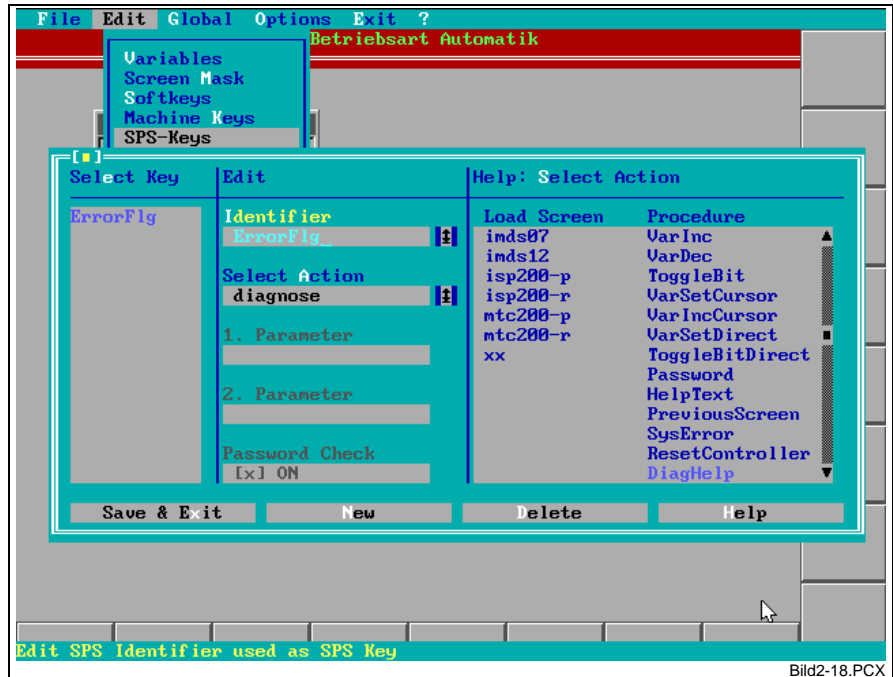 File Edit Global Options Exit ?
Betriebsart Automatik
Variables
Screen Mask
Softkeys
Machine Keys
SPS-Keys
[■]
Select Key Edit Help: Select Action
ErrorFlg Identifier Load Screen Procedure
ErrorFlg_ imds07 VarInc
imds12 VarDec
Select Action isp200-p ToggleBit
diagnose isp200-r VarSetCursor
mtc200-p VarIncCursor
1. Parameter mtc200-r VarSetDirect
xx ToggleBitDirect
Password
2. Parameter HelpText
PreviousScreen
SysError
Password Check ResetController
[x] ON DiagHelp
Save & Exit New Delete Help
Edit SPS Identifier used as SPS Key
Bild2-18.PCX